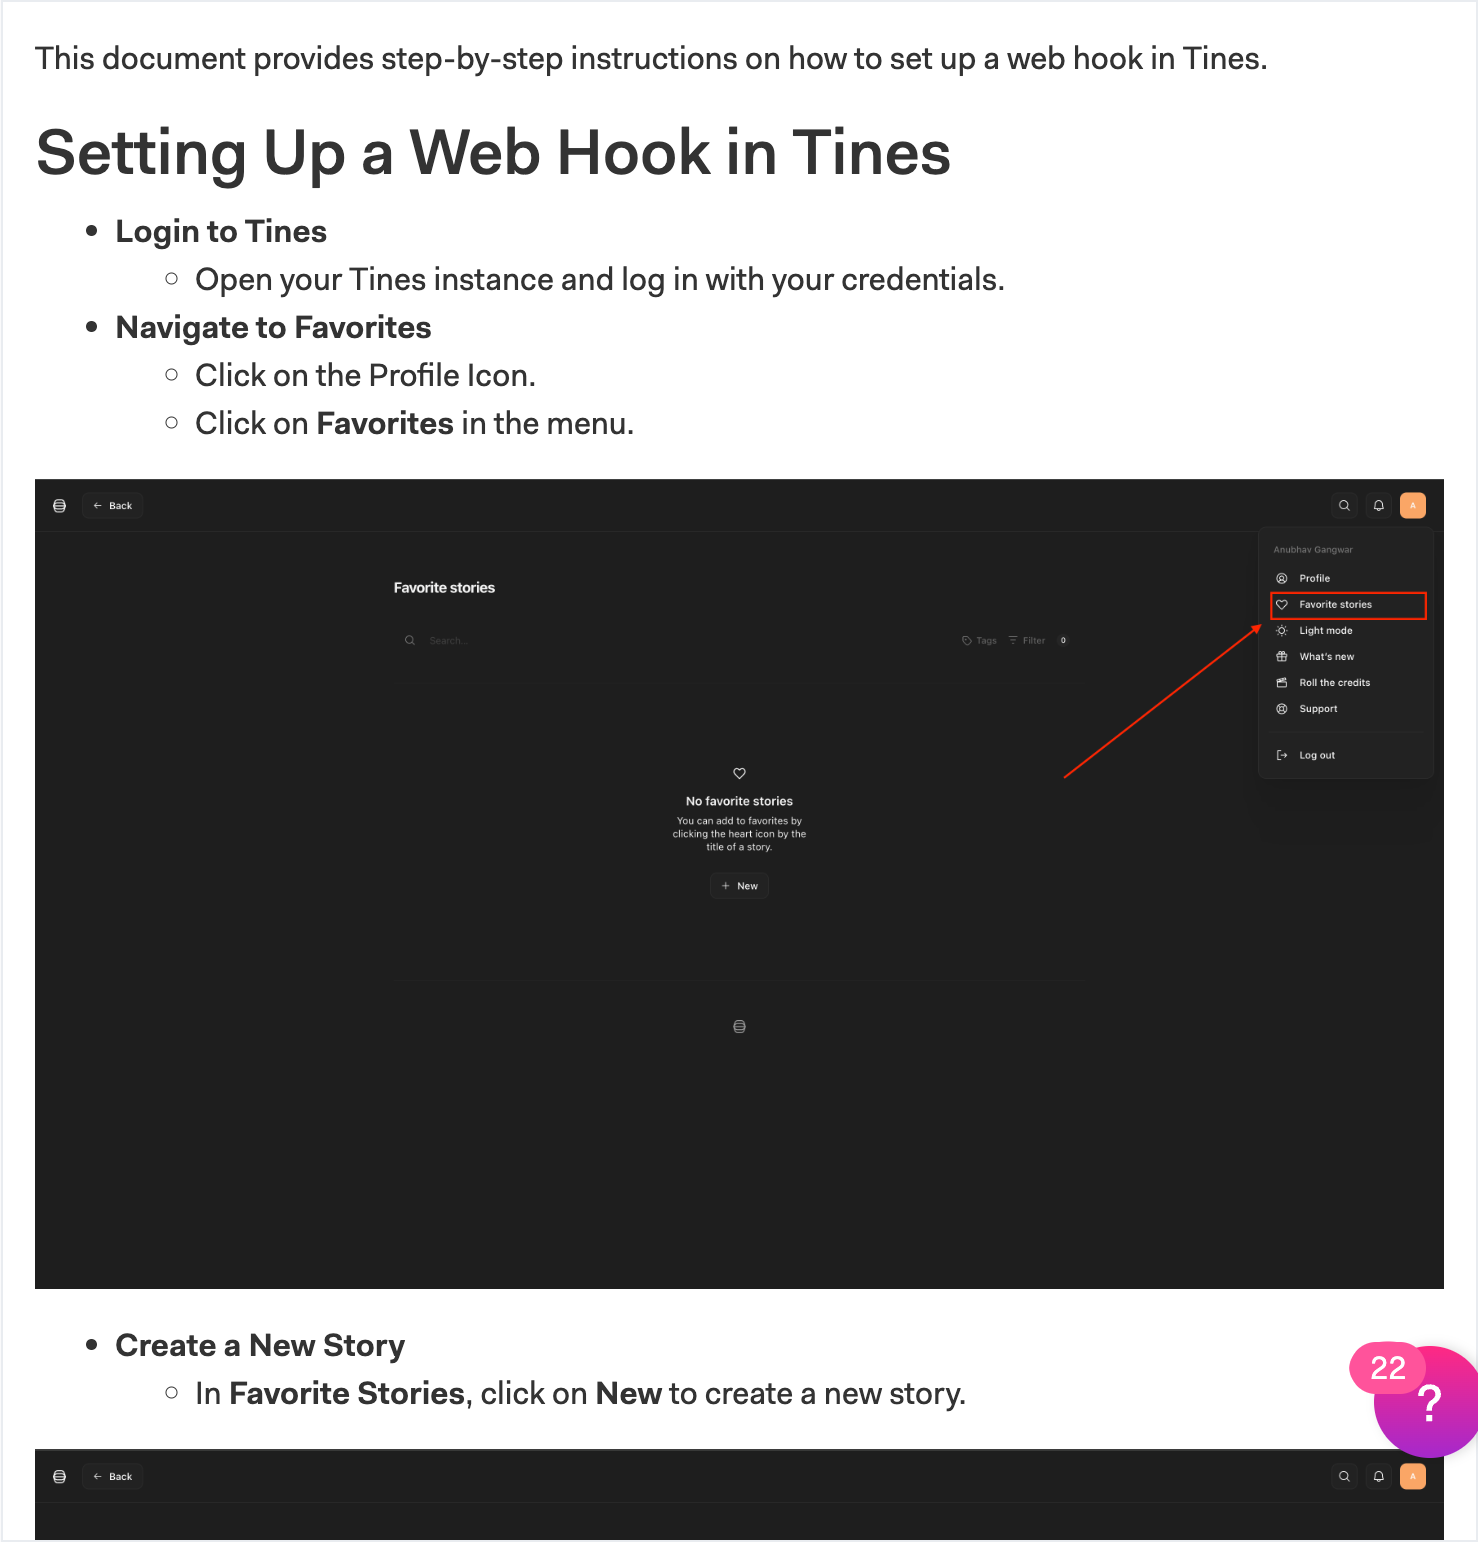 This document provides step-by-step instructions on how to set up a web hook in Tines.
Setting Up a Web Hook in Tines
Login to Tines
Open your Tines instance and log in with your credentials.
Navigate to Favorites
Click on the Profile Icon.
Click on Favorites in the menu.
Back
A
Anubhav Gangwar
Profile
Favorite stories
Light mode
What's new
Roll the credits
Support
Log out
Favorite stories
Search...
Tags Filter 0
No favorite stories
You can add to favorites by
clicking the heart icon by the
title of a story.
New
Create a New Story
In Favorite Stories, click on New to create a new story.
22
?
Back
A